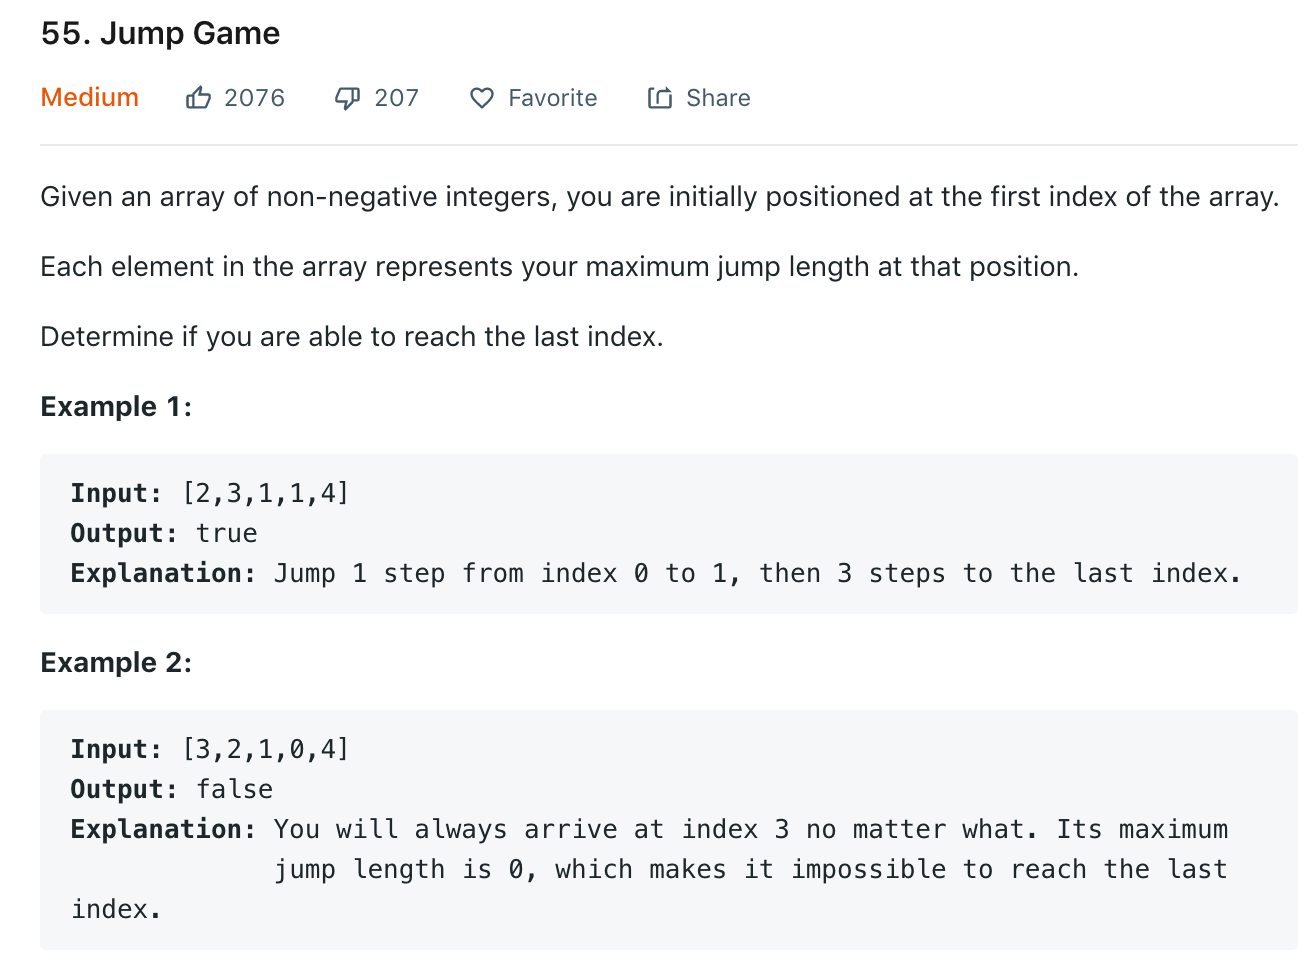 55. Jump Game
Medium 2076 207 Favorite Share
Given an array of non-negative integers, you are initially positioned at the first index of the array.
Each element in the array represents your maximum jump length at that position.
Determine if you are able to reach the last index.
Example 1:
Input: [2,3,1,1,4]
Output: true
Explanation: Jump 1 step from index 0 to 1, then 3 steps to the last index.
Example 2:
Input: [3,2,1,0,4]
Output: false
Explanation: You will always arrive at index 3 no matter what. Its maximum
jump length is 0, which makes it impossible to reach the last
index.